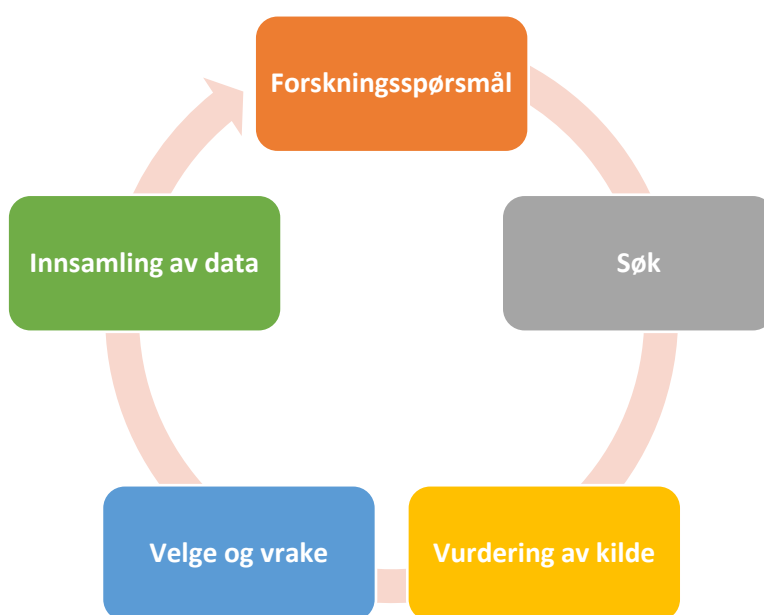 Forskningsspørsmål
Søk
Vurdering av kilde
Velge og vrake
Innsamling av data